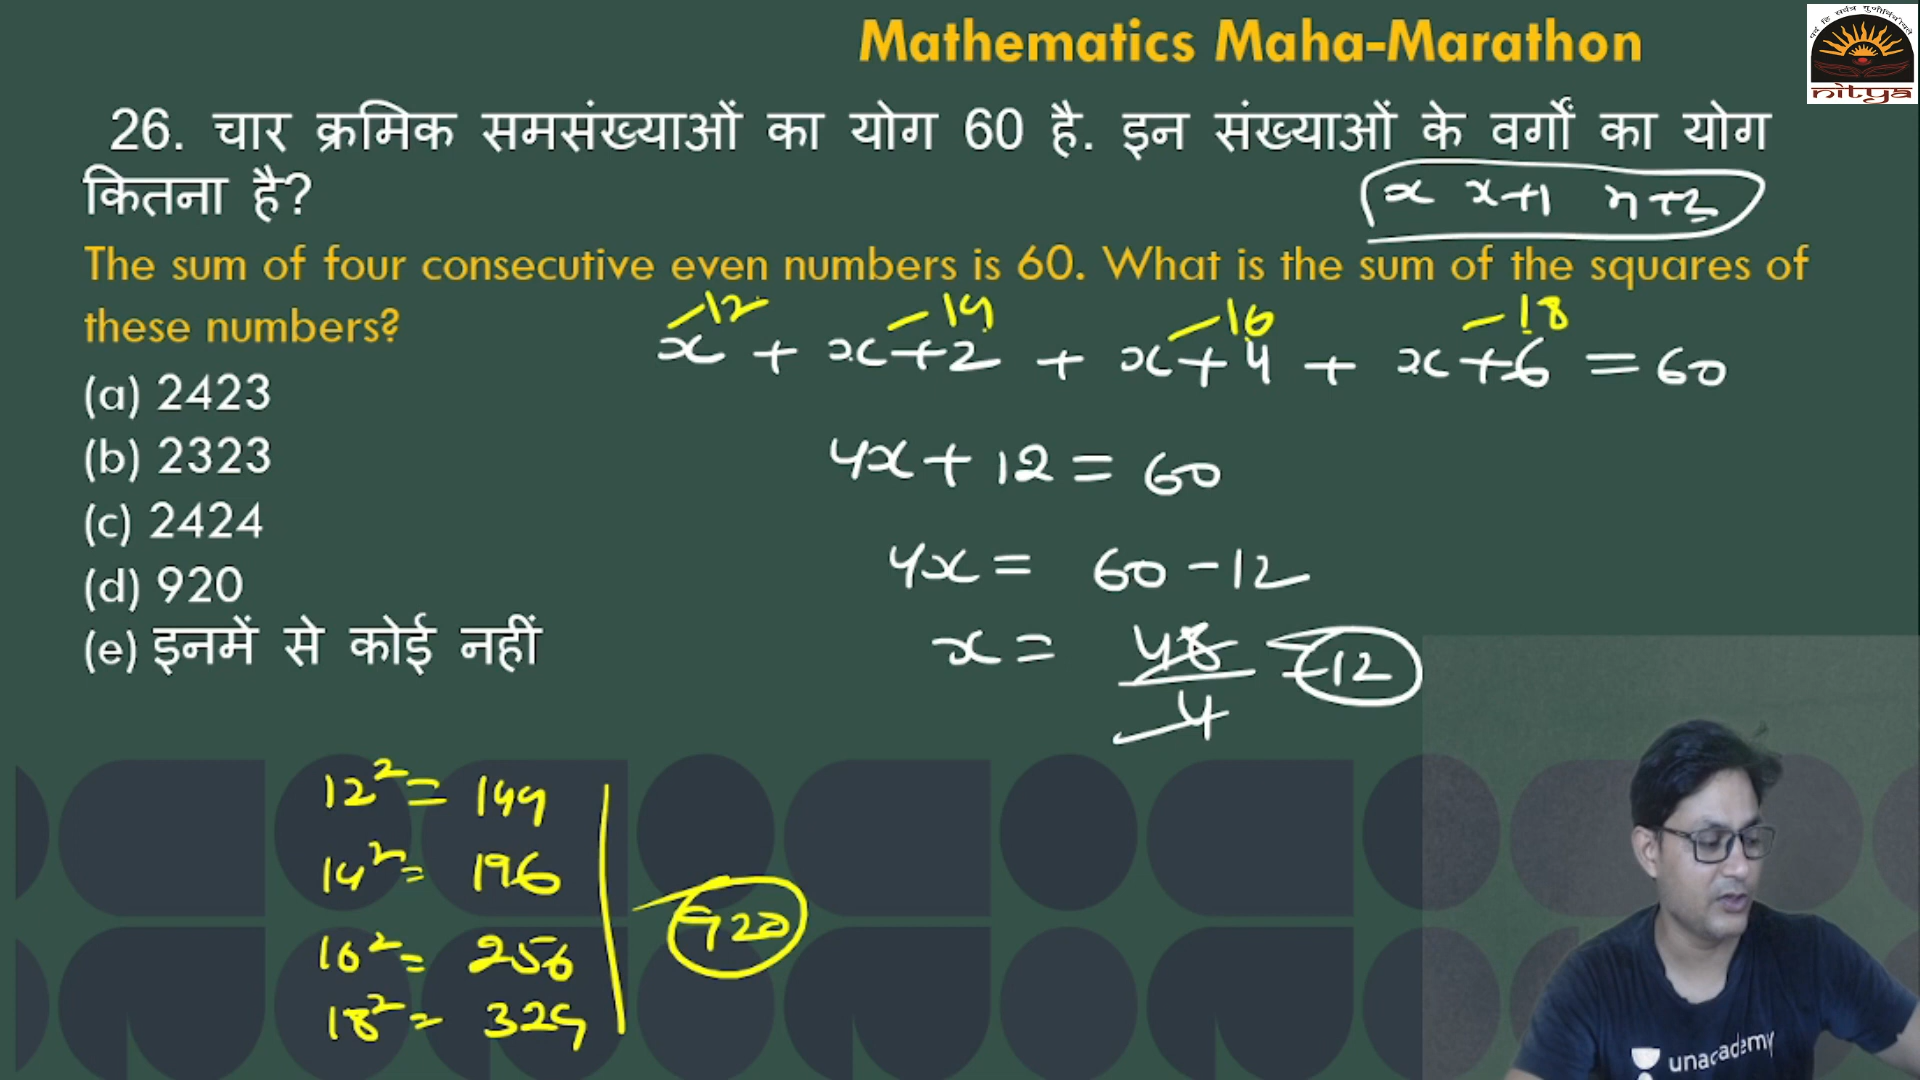 Mathematics Maha-Marathon
nitya
26. चार क्रमिक समसंख्याओं का योग 60 है. इन संख्याओं के वर्गों का योग
कितना है?
x x+1 x+2
The sum of four consecutive even numbers is 60. What is the sum of the squares of
these numbers?
12 14 16 18
x + x+2 + x+4 + x+6 = 60
(a) 2423
(b) 2323
(c) 2424
(d) 920
(e) इनमें से कोई नहीं
4x + 12 = 60
4x = 60 - 12
x = 48/4 = 12
12² = 144
14² = 196
16² = 256
18² = 324
920
unacademy